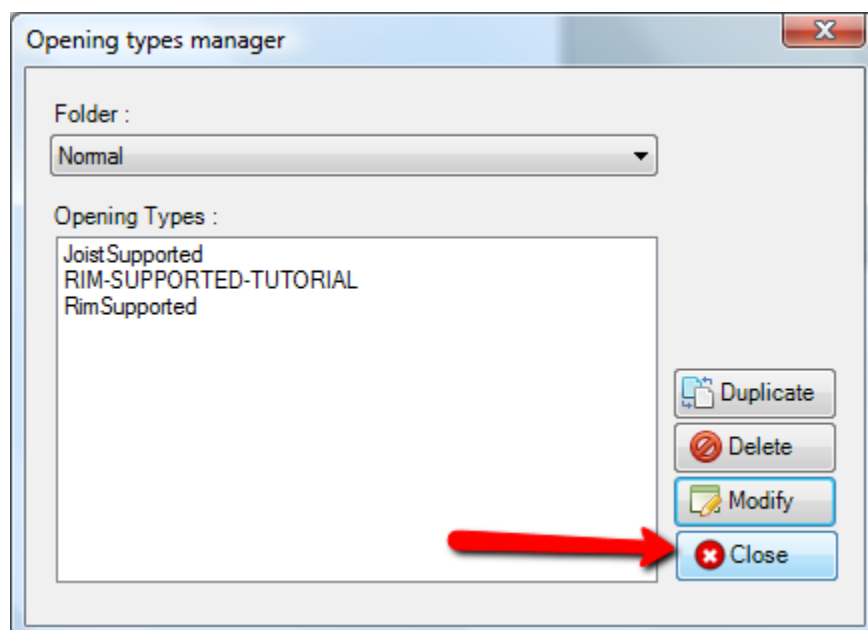 Opening types manager
Folder :
Normal
Opening Types :
JoistSupported
RIM-SUPPORTED-TUTORIAL
RimSupported
Duplicate
Delete
Modify
Close